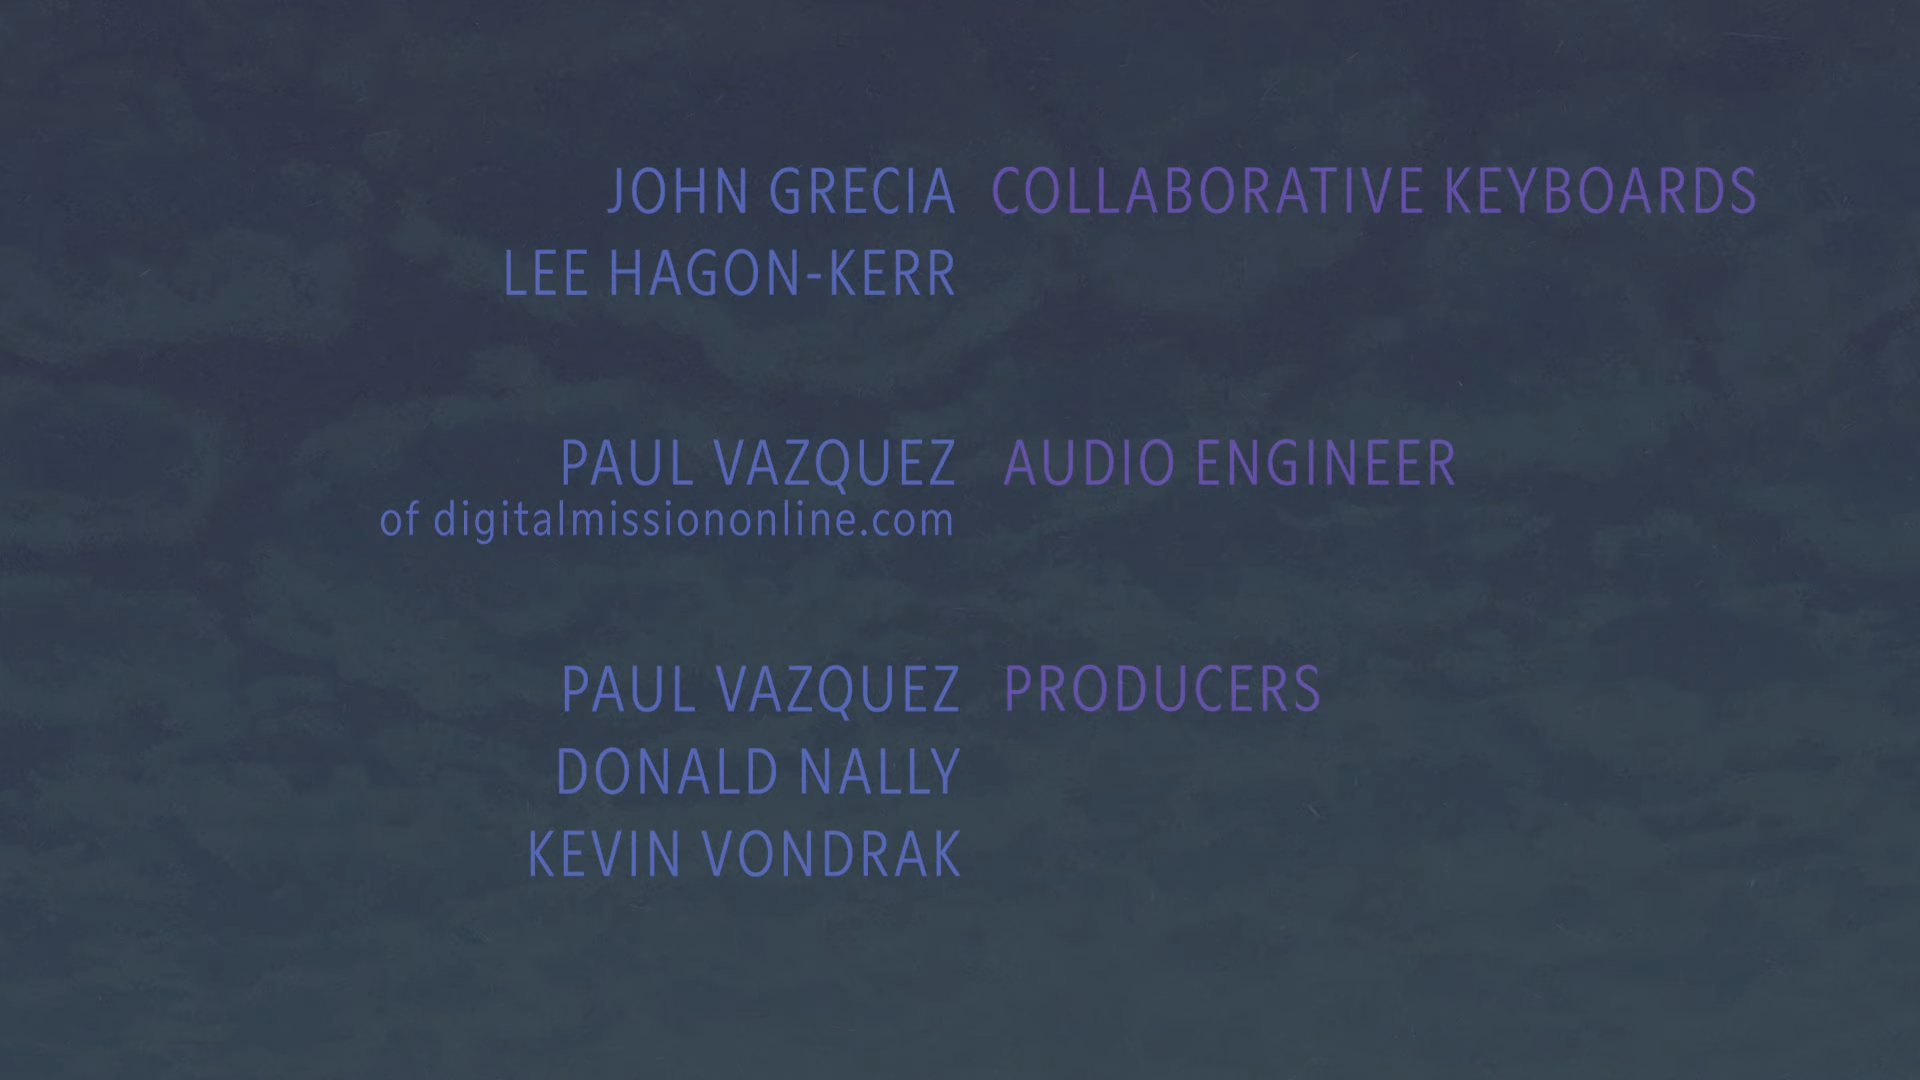 JOHN GRECIA COLLABORATIVE KEYBOARDS
LEE HAGON-KERR
PAUL VAZQUEZ AUDIO ENGINEER
of digitalmissiononline.com
PAUL VAZQUEZ PRODUCERS
DONALD NALLY
KEVIN VONDRAK